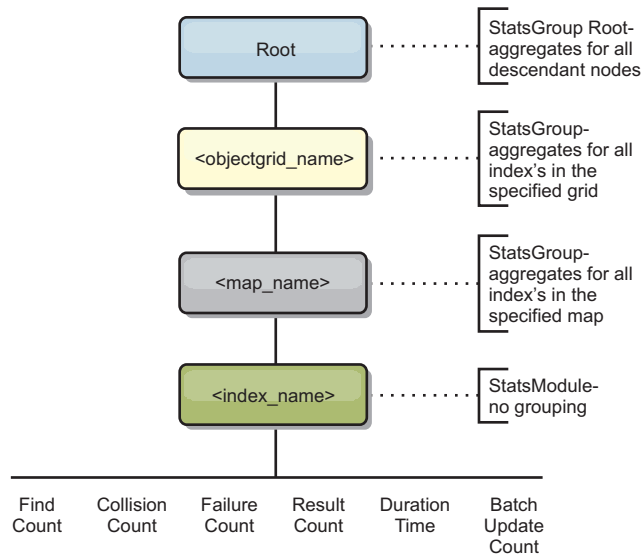 Root
StatsGroup Root-
aggregates for all
descendant nodes
<objectgrid_name>
StatsGroup-
aggregates for all
index's in the
specified grid
<map_name>
StatsGroup-
aggregates for all
index's in the
specified map
<index_name>
StatsModule-
no grouping
Find
Count
Collision
Count
Failure
Count
Result
Count
Duration
Time
Batch
Update
Count